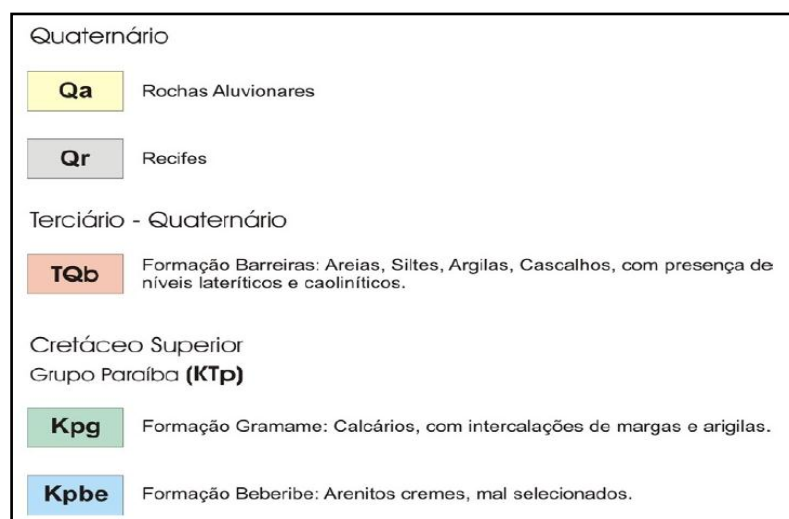 Quaternário
Qa Rochas Aluvionares
Qr Recifes
Terciário - Quaternário
TQb Formação Barreiras: Areias, Siltes, Argilas, Cascalhos, com presença de
níveis lateríticos e caoliníticos.
Cretáceo Superior
Grupo Paraíba (KTp)
Kpg Formação Gramame: Calcários, com intercalações de margas e arigilas.
Kpbe Formação Beberibe: Arenitos cremes, mal selecionados.